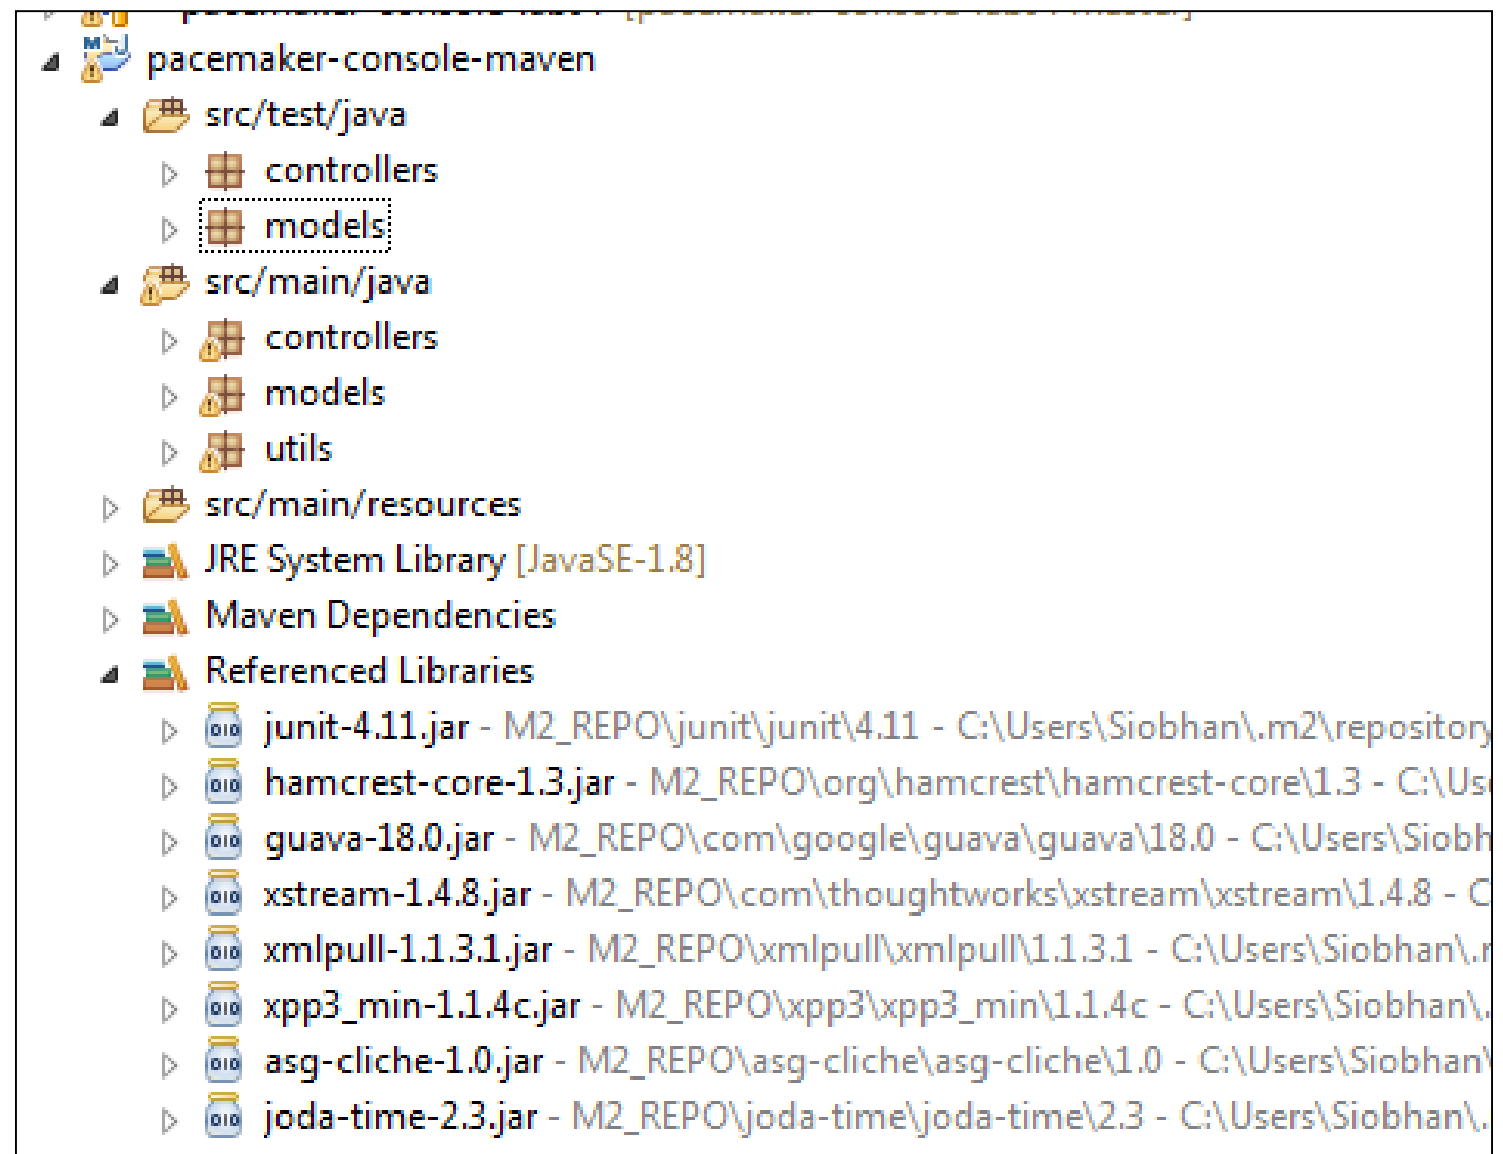 pacemaker-console-maven
src/test/java
controllers
models
src/main/java
controllers
models
utils
src/main/resources
JRE System Library [JavaSE-1.8]
Maven Dependencies
Referenced Libraries
junit-4.11.jar - M2_REPO\junit\junit\4.11 - C:\Users\Siobhan\.m2\repository
hamcrest-core-1.3.jar - M2_REPO\org\hamcrest\hamcrest-core\1.3 - C:\Use
guava-18.0.jar - M2_REPO\com\google\guava\guava\18.0 - C:\Users\Siobh
xstream-1.4.8.jar - M2_REPO\com\thoughtworks\xstream\xstream\1.4.8 - C
xmlpull-1.1.3.1.jar - M2_REPO\xmlpull\xmlpull\1.1.3.1 - C:\Users\Siobhan\.
xpp3_min-1.1.4c.jar - M2_REPO\xpp3\xpp3_min\1.1.4c - C:\Users\Siobhan\.
asg-cliche-1.0.jar - M2_REPO\asg-cliche\asg-cliche\1.0 - C:\Users\Siobhan\
joda-time-2.3.jar - M2_REPO\joda-time\joda-time\2.3 - C:\Users\Siobhan\.